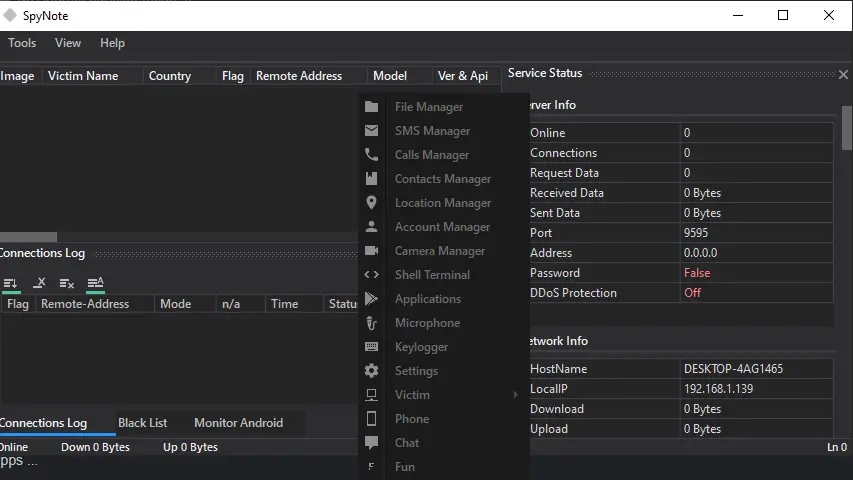 SpyNote
Tools View Help
Image Victim Name Country Flag Remote Address Model Ver & Api
Service Status
File Manager
SMS Manager
Calls Manager
Contacts Manager
Location Manager
Account Manager
Camera Manager
Shell Terminal
Applications
Microphone
Keylogger
Settings
Victim
Phone
Chat
Fun
erver Info
Online 0
Connections 0
Request Data 0
Received Data 0 Bytes
Sent Data 0 Bytes
Port 9595
Address 0.0.0.0
Password False
DDoS Protection Off
etwork Info
HostName DESKTOP-4AG1465
LocalIP 192.168.1.139
Download 0 Bytes
Upload 0 Bytes
Connections Log
Flag Remote-Address Mode n/a Time Status
Connections Log Black List Monitor Android
Online Down 0 Bytes Up 0 Bytes Ln 0
pps ...